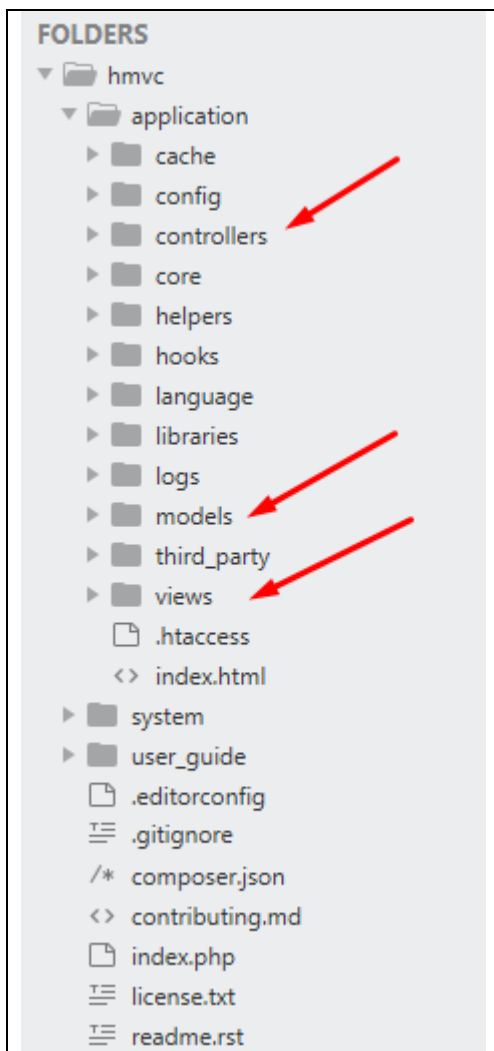 FOLDERS
hmvc
application
cache
config
controllers
core
helpers
hooks
language
libraries
logs
models
third_party
views
.htaccess
<> index.html
system
user_guide
.editorconfig
.gitignore
/* composer.json
<> contributing.md
index.php
license.txt
readme.rst